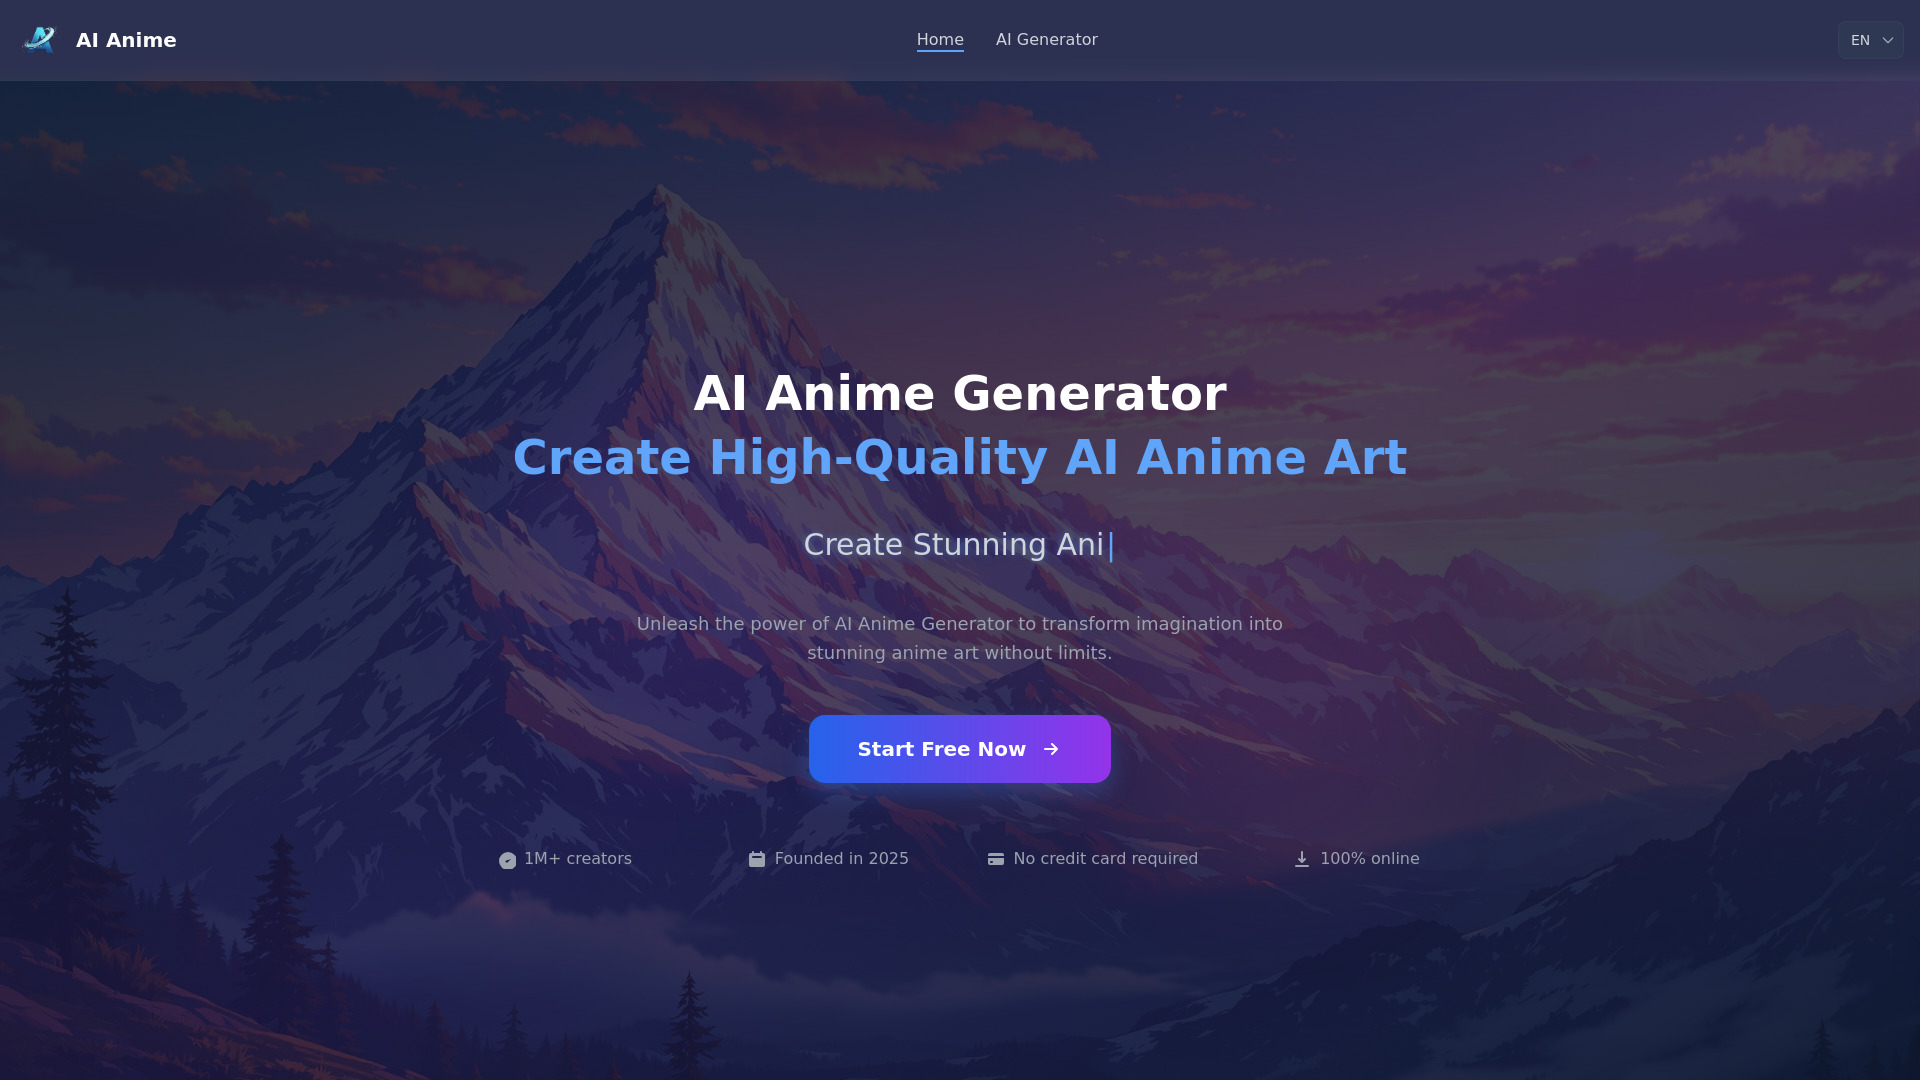 AI Anime
Home
AI Generator
EN
AI Anime Generator
Create High-Quality AI Anime Art
Create Stunning Ani
Unleash the power of AI Anime Generator to transform imagination into
stunning anime art without limits.
Start Free Now
1M+ creators
Founded in 2025
No credit card required
100% online